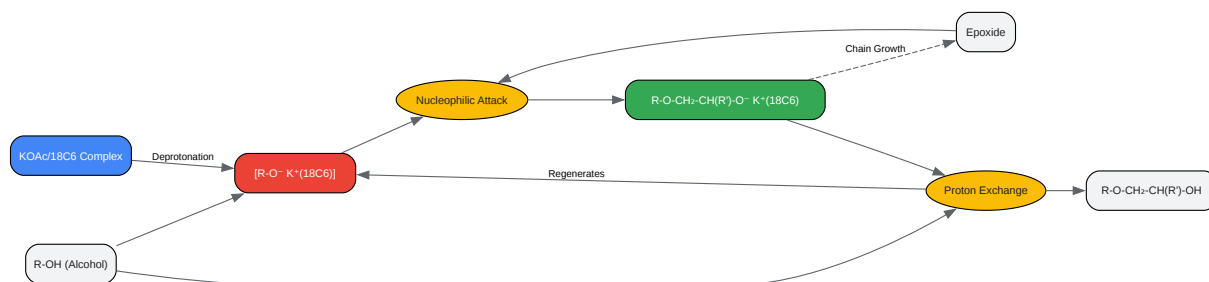 Epoxide
Chain Growth
Nucleophilic Attack
R-O-CH₂-CH(R')-O⁻ K⁺(18C6)
KOAc/18C6 Complex
Deprotonation
[R-O⁻ K⁺(18C6)]
Regenerates
Proton Exchange
R-O-CH₂-CH(R')-OH
R-OH (Alcohol)